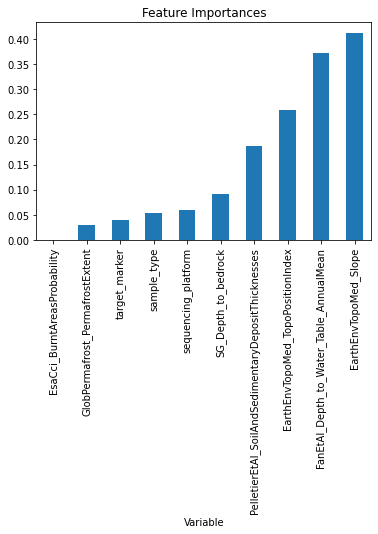 Feature Importances
0.40
0.35
0.30
0.25
0.20
0.15
0.10
0.05
0.00
EsaCci_BurntAreasProbability
GlobPermafrost_PermafrostExtent
target_marker
sample_type
sequencing_platform
SG_Depth_to_bedrock
PelletierEtAl_SoilAndSedimentaryDepositThicknesses
EarthEnvTopoMed_TopoPositionIndex
FanEtAl_Depth_to_Water_Table_AnnualMean
EarthEnvTopoMed_Slope
Variable